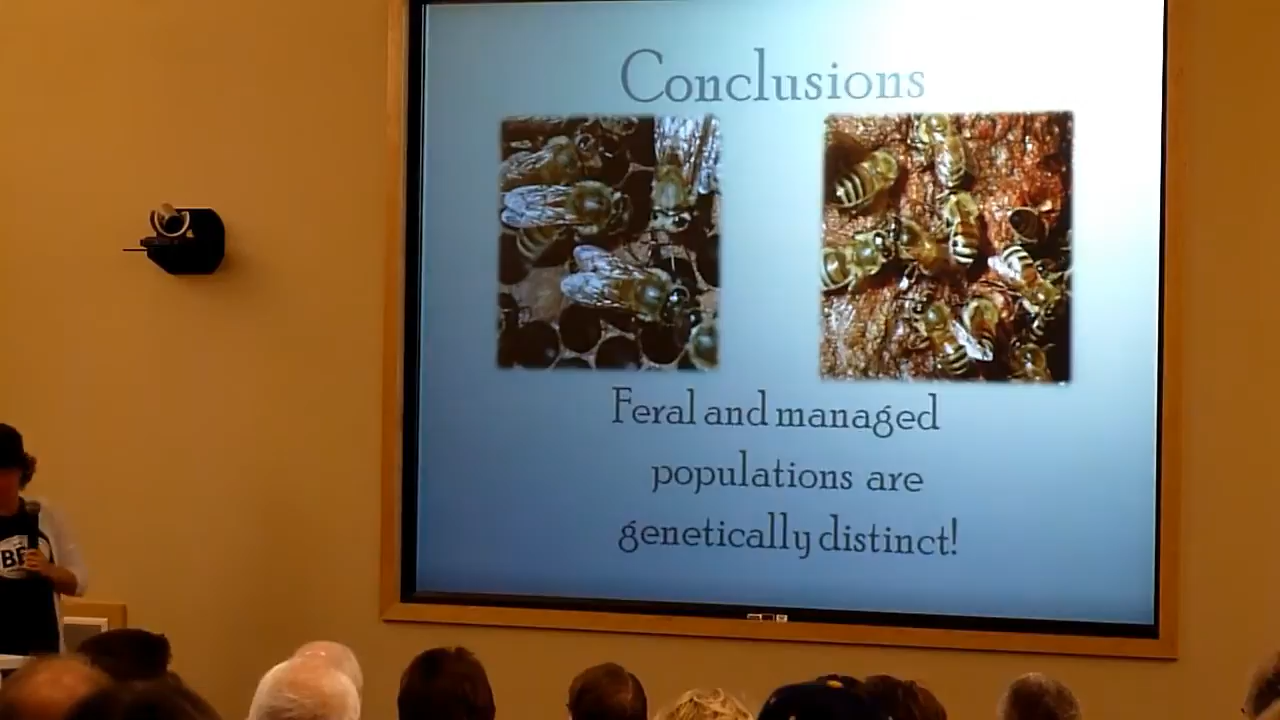 Conclusions
Feral and managed
populations are
genetically distinct!